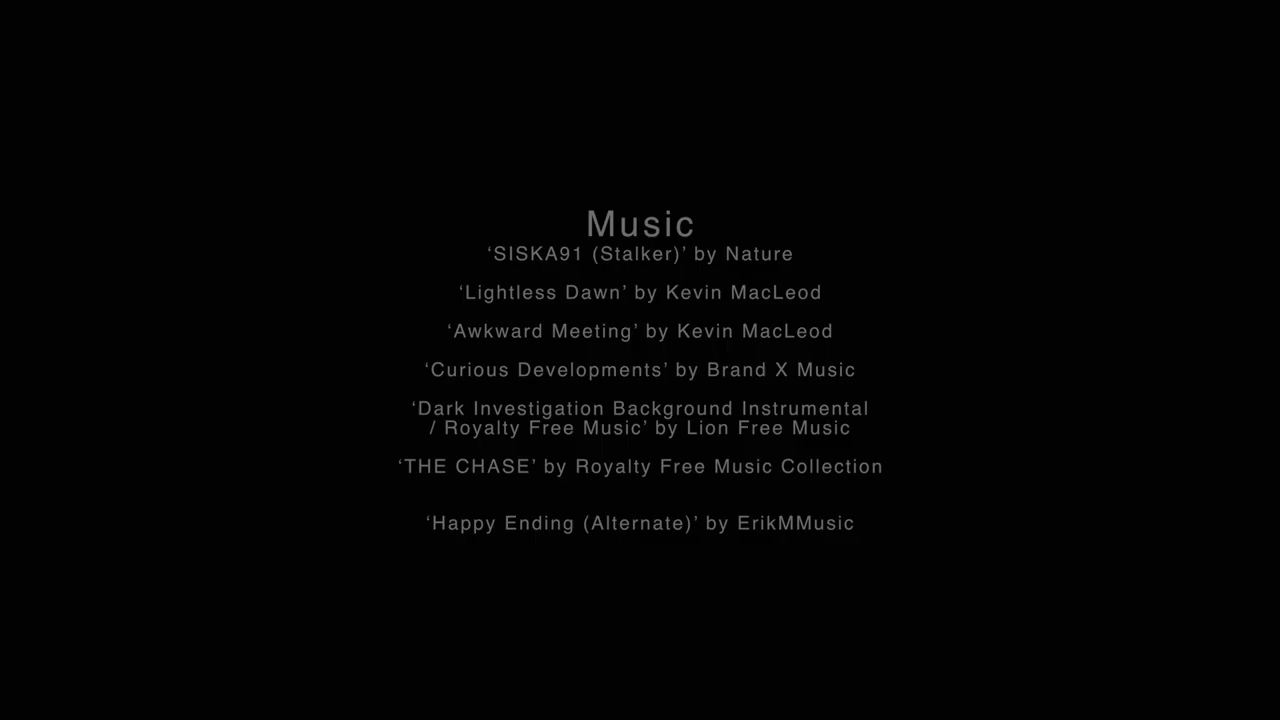 Music
‘SISKA91 (Stalker)’ by Nature
‘Lightless Dawn’ by Kevin MacLeod
‘Awkward Meeting’ by Kevin MacLeod
‘Curious Developments’ by Brand X Music
‘Dark Investigation Background Instrumental
/ Royalty Free Music’ by Lion Free Music
‘THE CHASE’ by Royalty Free Music Collection
‘Happy Ending (Alternate)’ by ErikMMusic